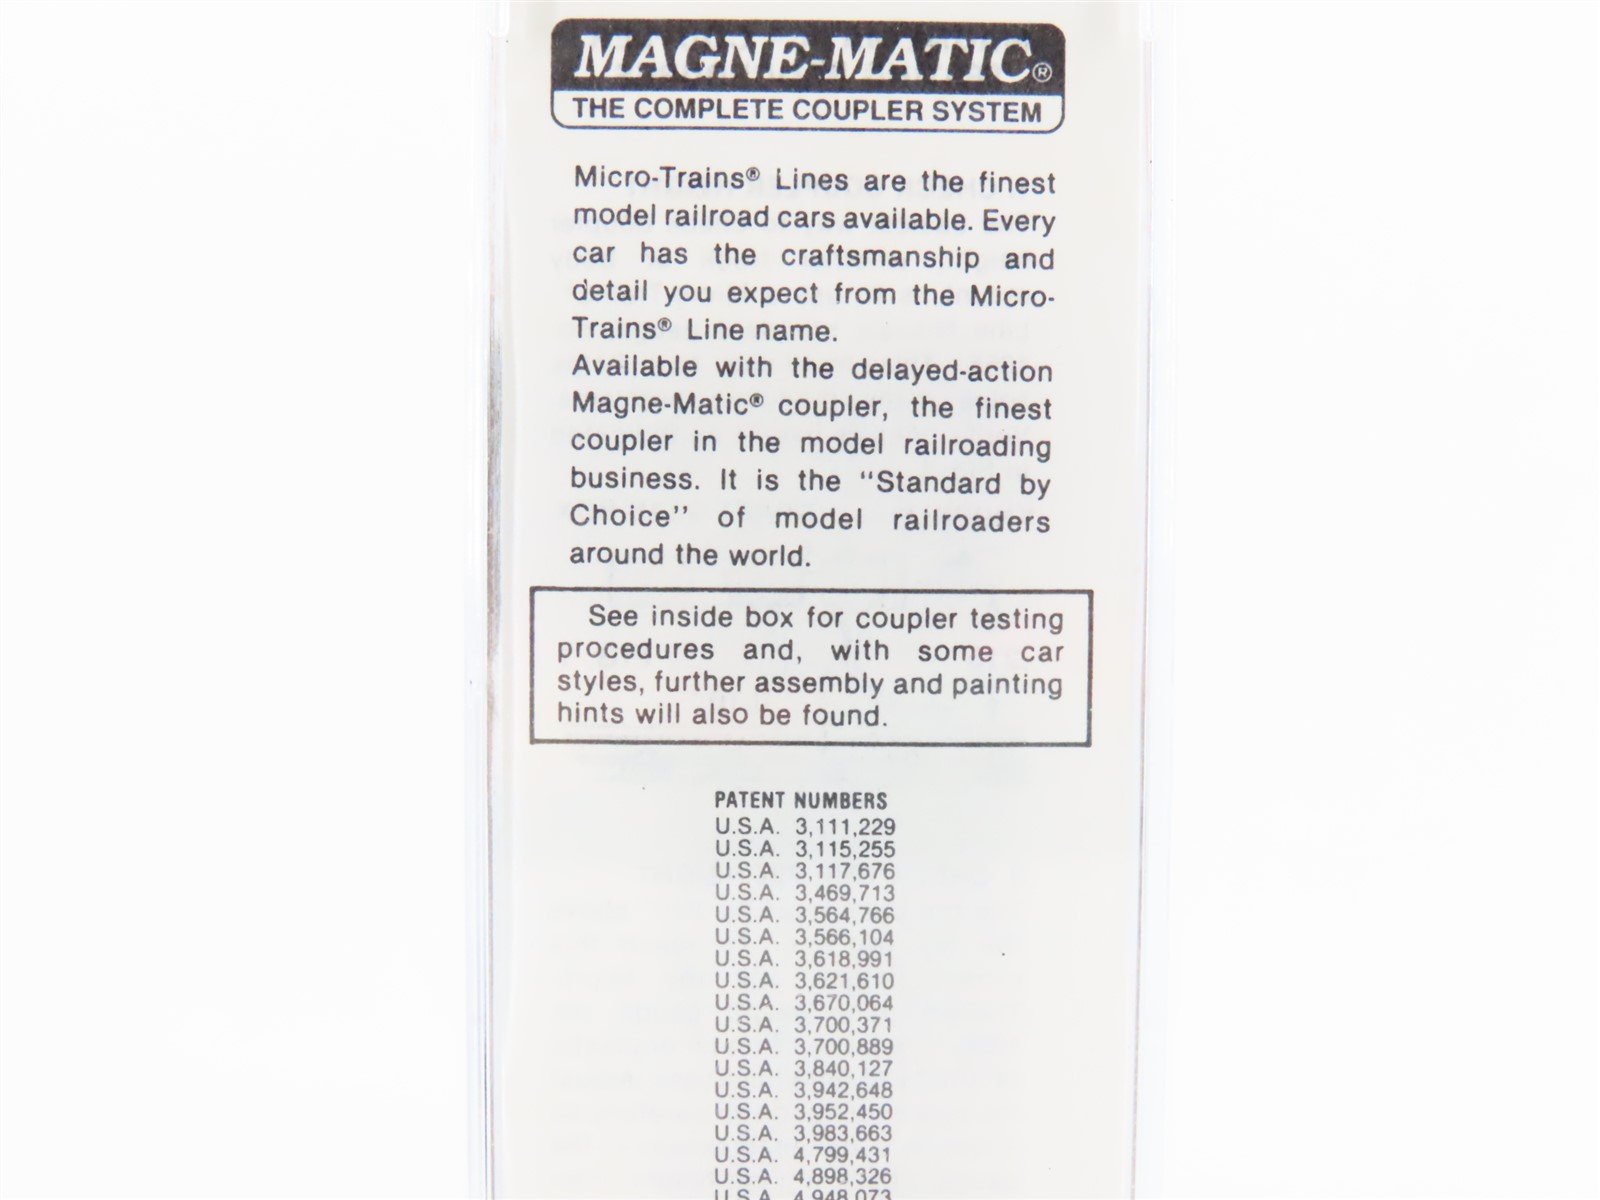 MAGNE-MATIC®
THE COMPLETE COUPLER SYSTEM
Micro-Trains® Lines are the finest
model railroad cars available. Every
car has the craftsmanship and
detail you expect from the Micro-
Trains® Line name.
Available with the delayed-action
Magne-Matic® coupler, the finest
coupler in the model railroading
business. It is the "Standard by
Choice" of model railroaders
around the world.
See inside box for coupler testing
procedures and, with some car
styles, further assembly and painting
hints will also be found.
PATENT NUMBERS
U.S.A. 3,111,229
U.S.A. 3,115,255
U.S.A. 3,117,676
U.S.A. 3,469,713
U.S.A. 3,564,766
U.S.A. 3,566,104
U.S.A. 3,618,991
U.S.A. 3,621,610
U.S.A. 3,670,064
U.S.A. 3,700,371
U.S.A. 3,700,889
U.S.A. 3,840,127
U.S.A. 3,942,648
U.S.A. 3,952,450
U.S.A. 3,983,663
U.S.A. 4,799,431
U.S.A. 4,898,326
U.S.A. 4,948,073